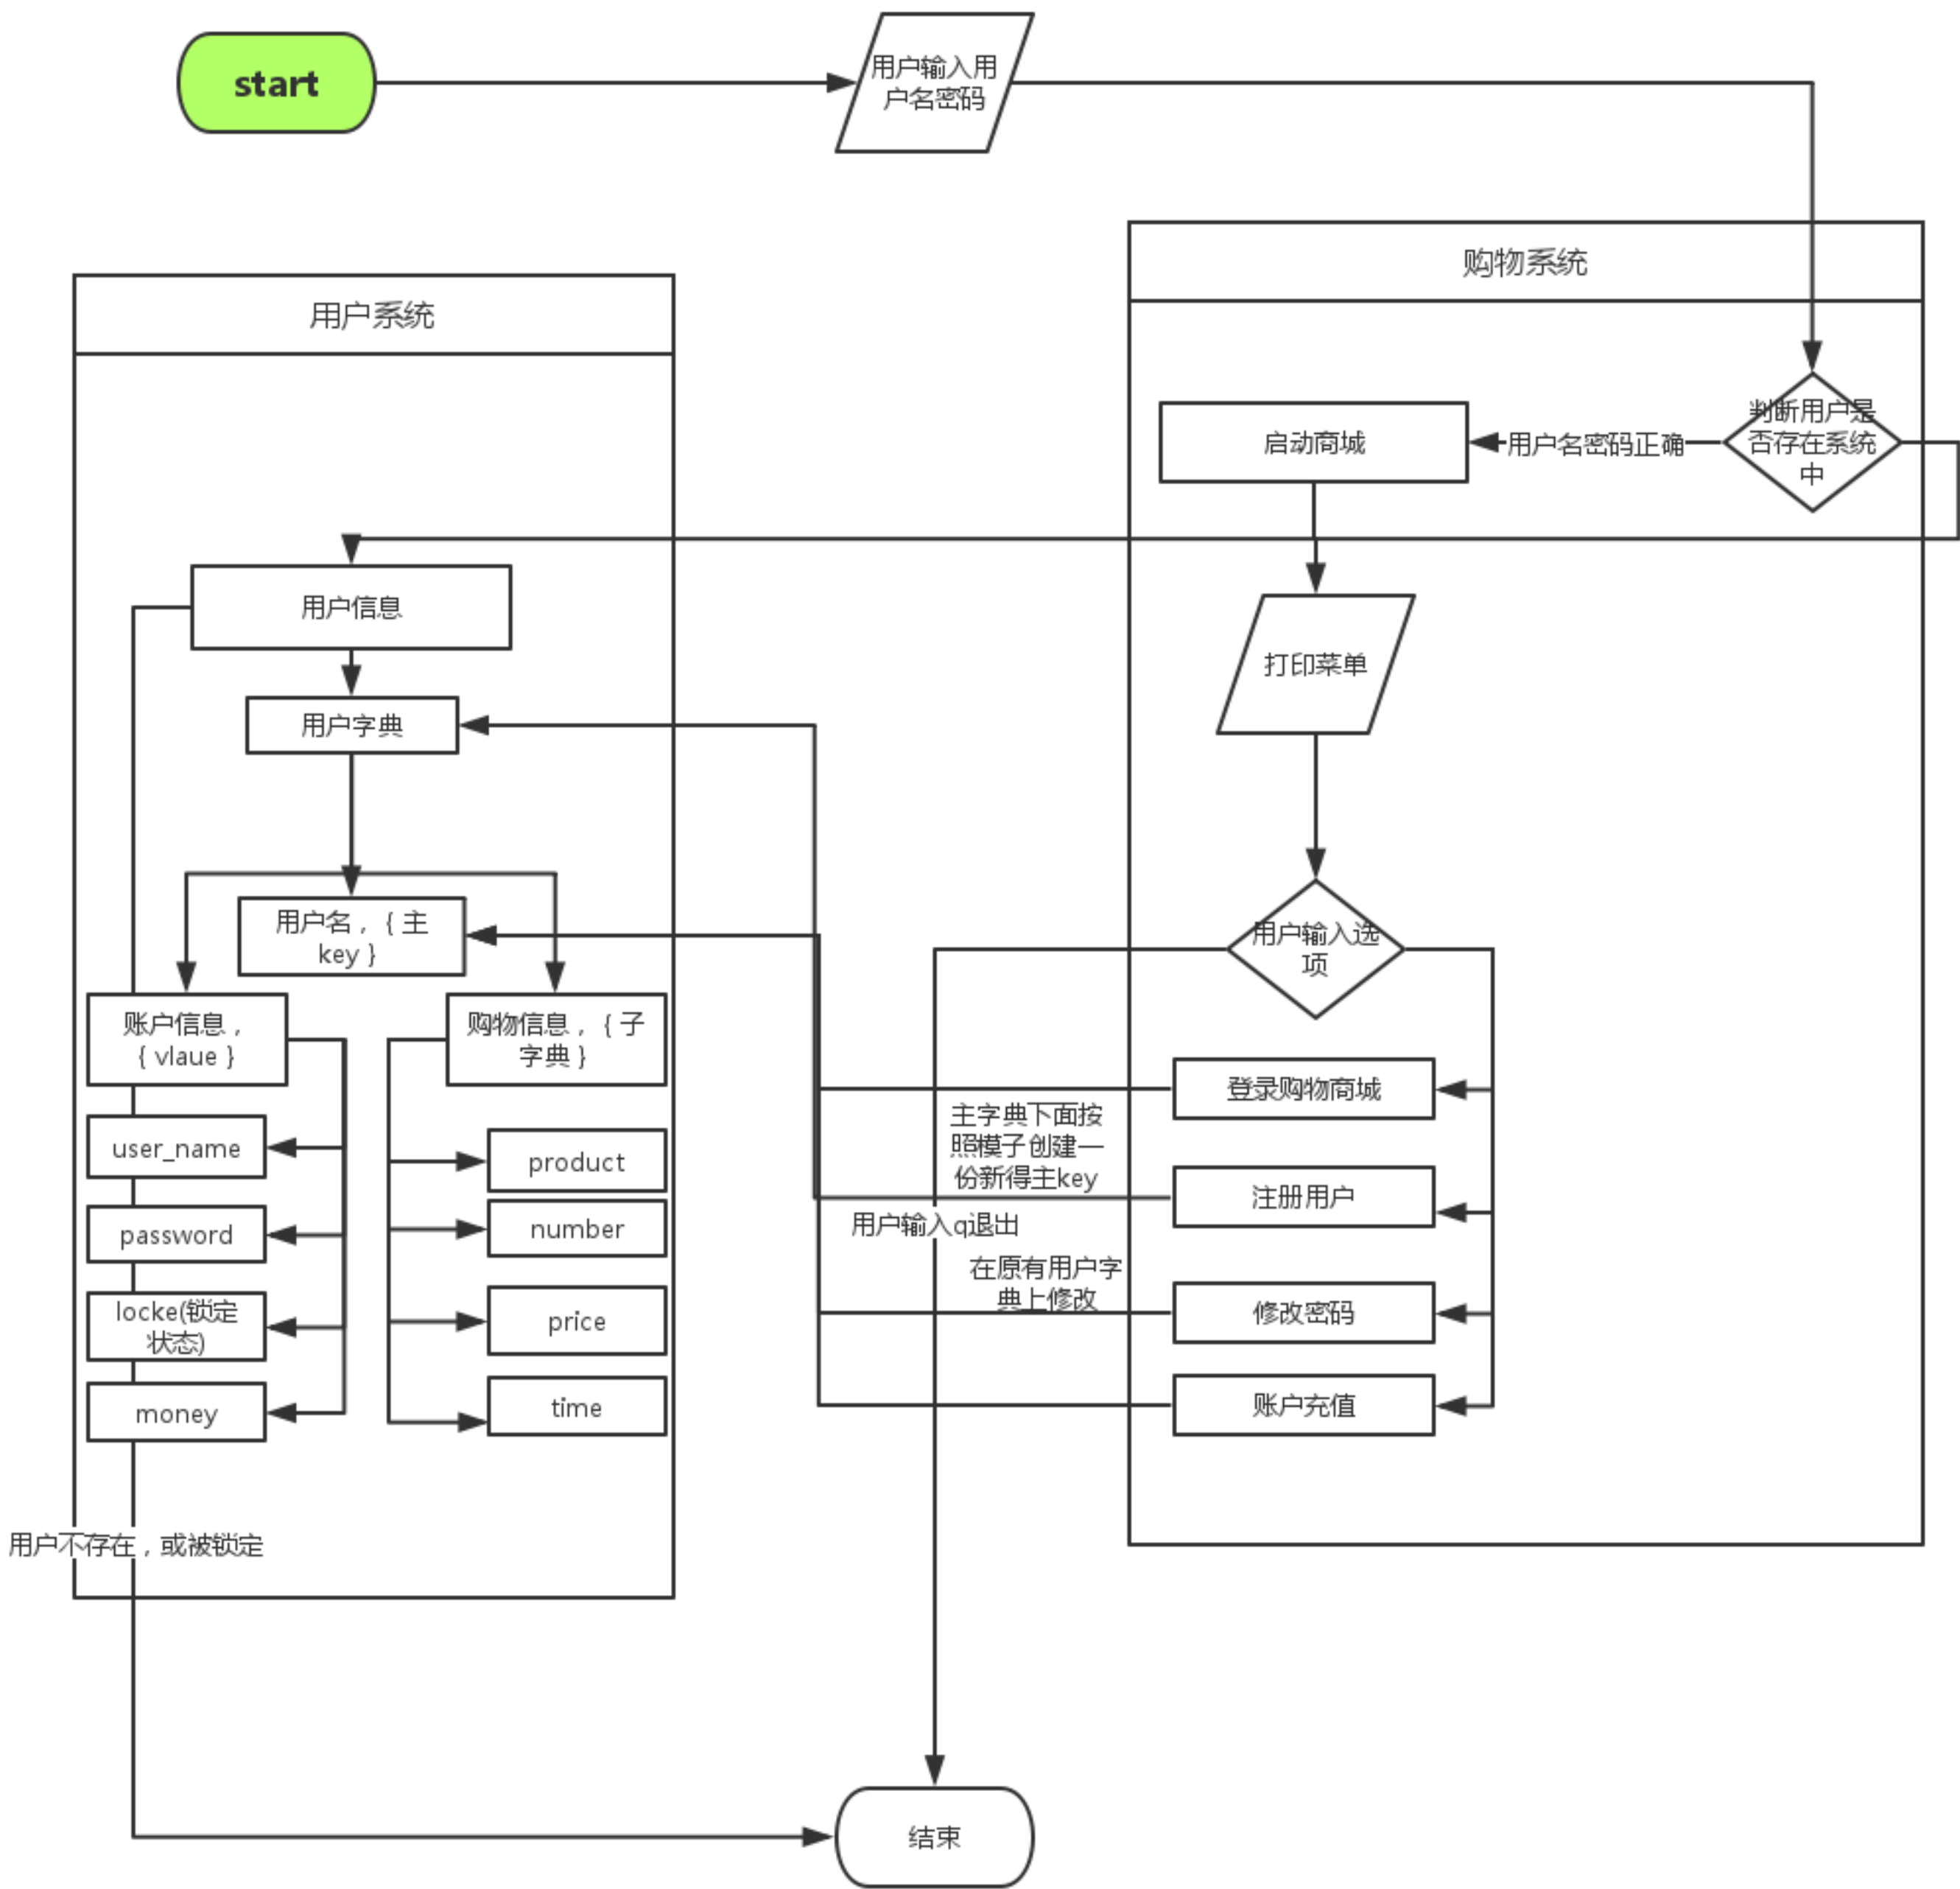 start
用户输入用
户名密码
购物系统
用户系统
判断用户是
否存在系统
中
用户名密码正确
启动商城
用户信息
打印菜单
用户字典
用户名，{ 主
key }
用户输入选
项
账户信息，
{ vlaue }
购物信息，{ 子
字典 }
登录购物商城
主字典下面按
照模子创建一
份新得主key
user_name
product
注册用户
password
number
用户输入q退出
在原有用户字
典上修改
locke(锁定
状态)
price
修改密码
money
time
账户充值
用户不存在，或被锁定
结束